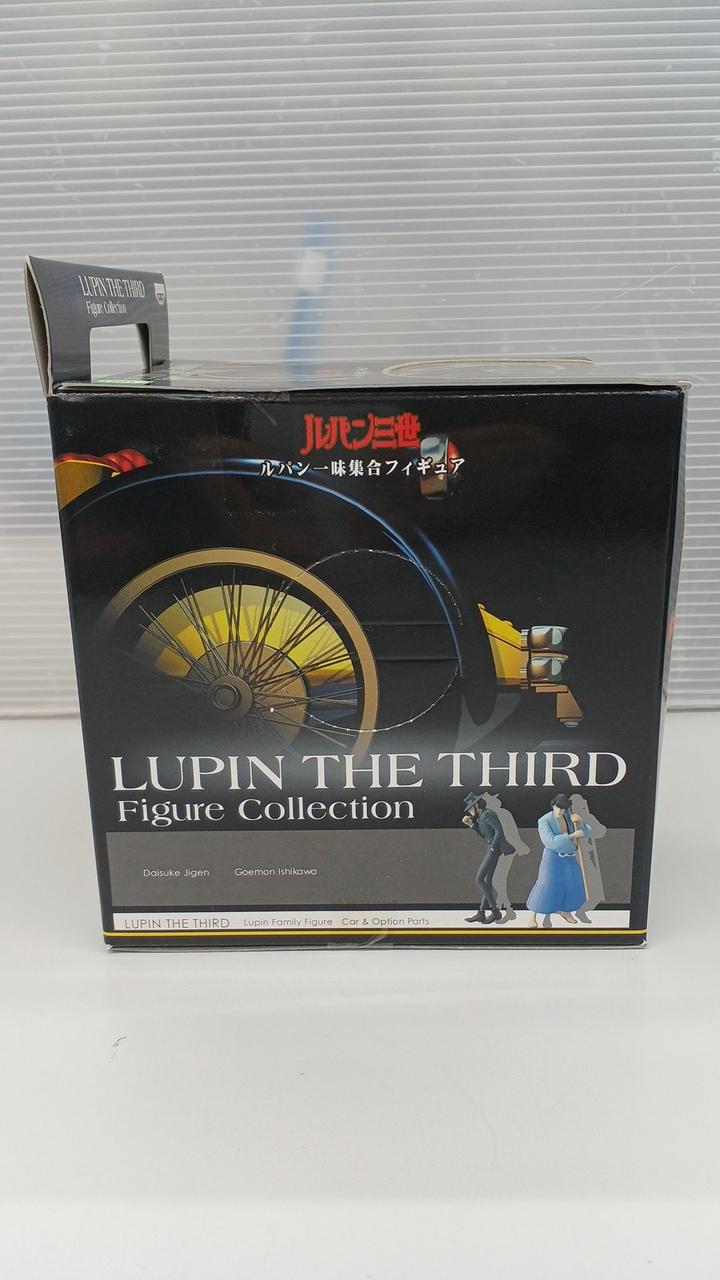 LUPIN THE THIRD
Figure Collection
ルパン三世
ルパン一味集合フィギュア
LUPIN THE THIRD
Figure Collection
Daisuke Jigen Goemon Ishikawa
LUPIN THE THIRD Lupin Family Figure Car & Option Parts